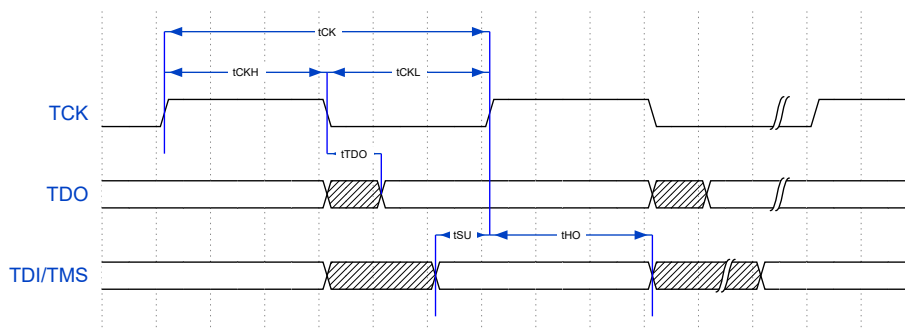 tCK
tCKH
tCKL
TCK
tTDO
TDO
tSU
tHO
TDI/TMS